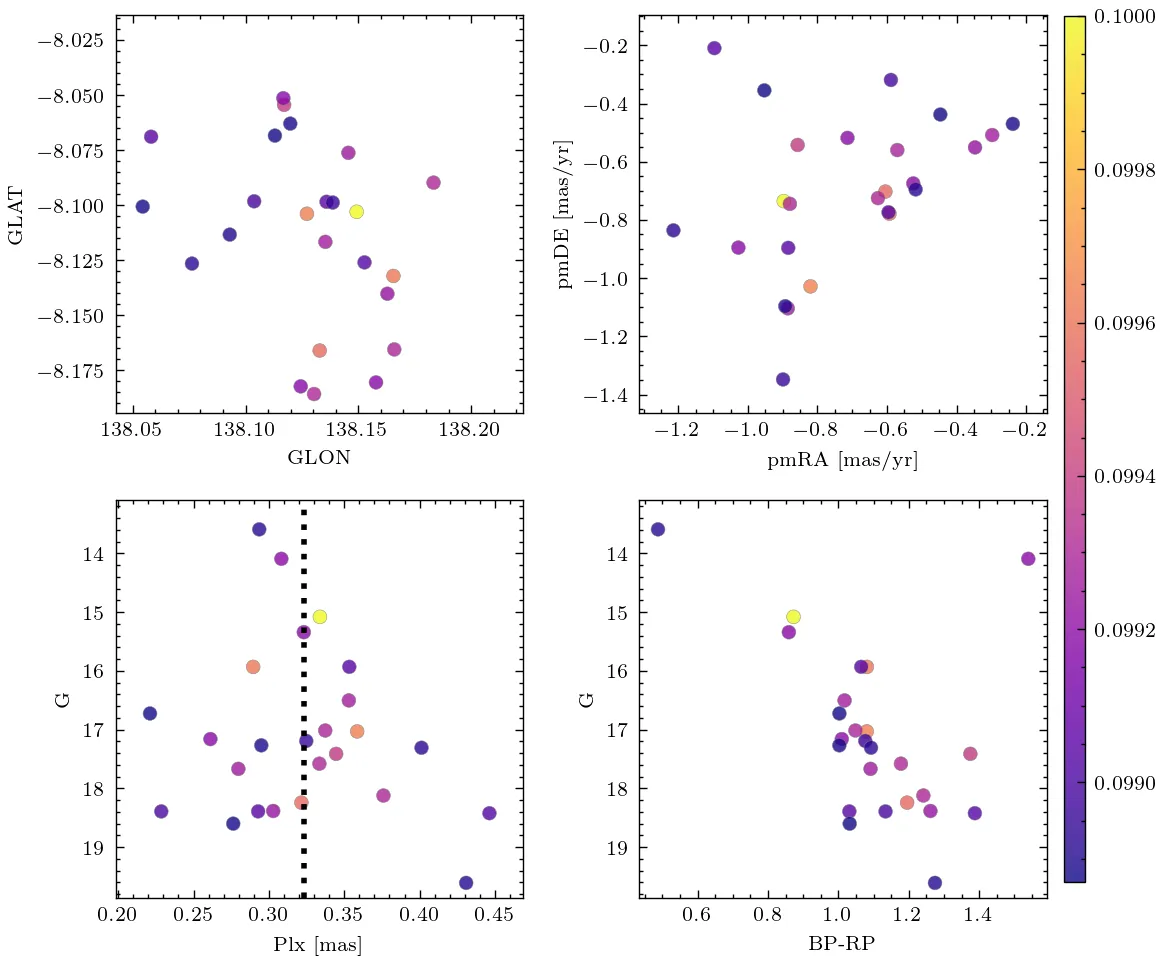 −8.025
−8.050
−8.075
−8.100
−8.125
−8.150
−8.175
GLAT
138.05 138.10 138.15 138.20
GLON
−0.2
−0.4
−0.6
−0.8
−1.0
−1.2
−1.4
pmDE [mas/yr]
−1.2 −1.0 −0.8 −0.6 −0.4 −0.2
pmRA [mas/yr]
0.1000
0.0998
0.0996
0.0994
0.0992
0.0990
14
15
16
17
18
19
G
0.20 0.25 0.30 0.35 0.40 0.45
Plx [mas]
14
15
16
17
18
19
G
0.6 0.8 1.0 1.2 1.4
BP-RP